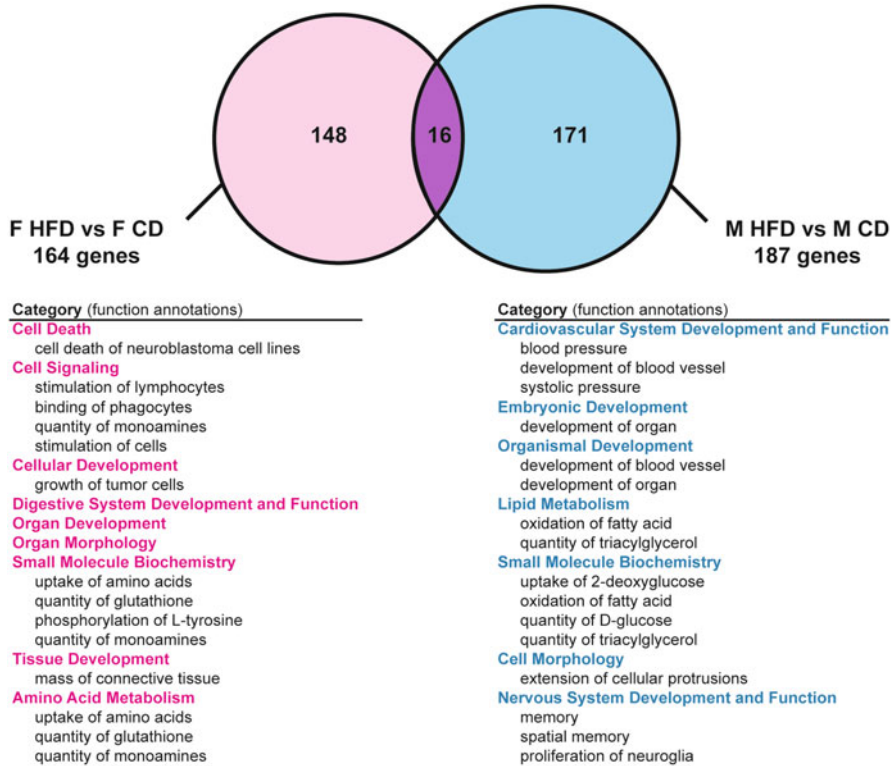 148
16
171
F HFD vs F CD
164 genes
M HFD vs M CD
187 genes
Category (function annotations)
Cell Death
cell death of neuroblastoma cell lines
Cell Signaling
stimulation of lymphocytes
binding of phagocytes
quantity of monoamines
stimulation of cells
Cellular Development
growth of tumor cells
Digestive System Development and Function
Organ Development
Organ Morphology
Small Molecule Biochemistry
uptake of amino acids
quantity of glutathione
phosphorylation of L-tyrosine
quantity of monoamines
Tissue Development
mass of connective tissue
Amino Acid Metabolism
uptake of amino acids
quantity of glutathione
quantity of monoamines
Category (function annotations)
Cardiovascular System Development and Function
blood pressure
development of blood vessel
systolic pressure
Embryonic Development
development of organ
Organismal Development
development of blood vessel
development of organ
Lipid Metabolism
oxidation of fatty acid
quantity of triacylglycerol
Small Molecule Biochemistry
uptake of 2-deoxyglucose
oxidation of fatty acid
quantity of D-glucose
quantity of triacylglycerol
Cell Morphology
extension of cellular protrusions
Nervous System Development and Function
memory
spatial memory
proliferation of neuroglia